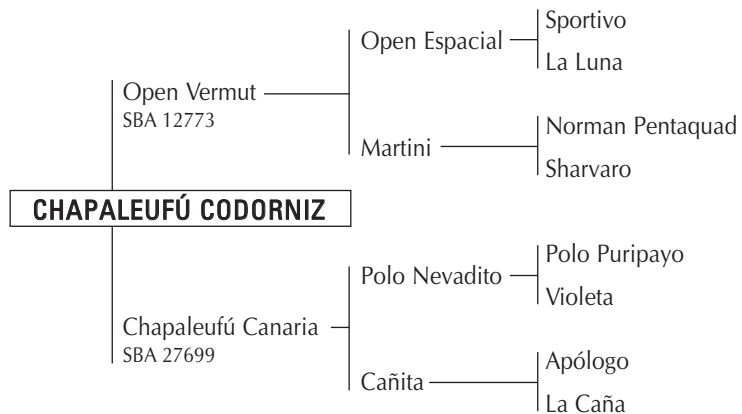 Sportivo
Open Espacial
La Luna
Open Vermut
SBA 12773
Norman Pentaquad
Martini
Sharvaro
CHAPALEUFÚ CODORNIZ
Polo Puripayo
Polo Nevadito
Violeta
Chapaleufú Canaria
SBA 27699
Apólogo
Cañita
La Caña